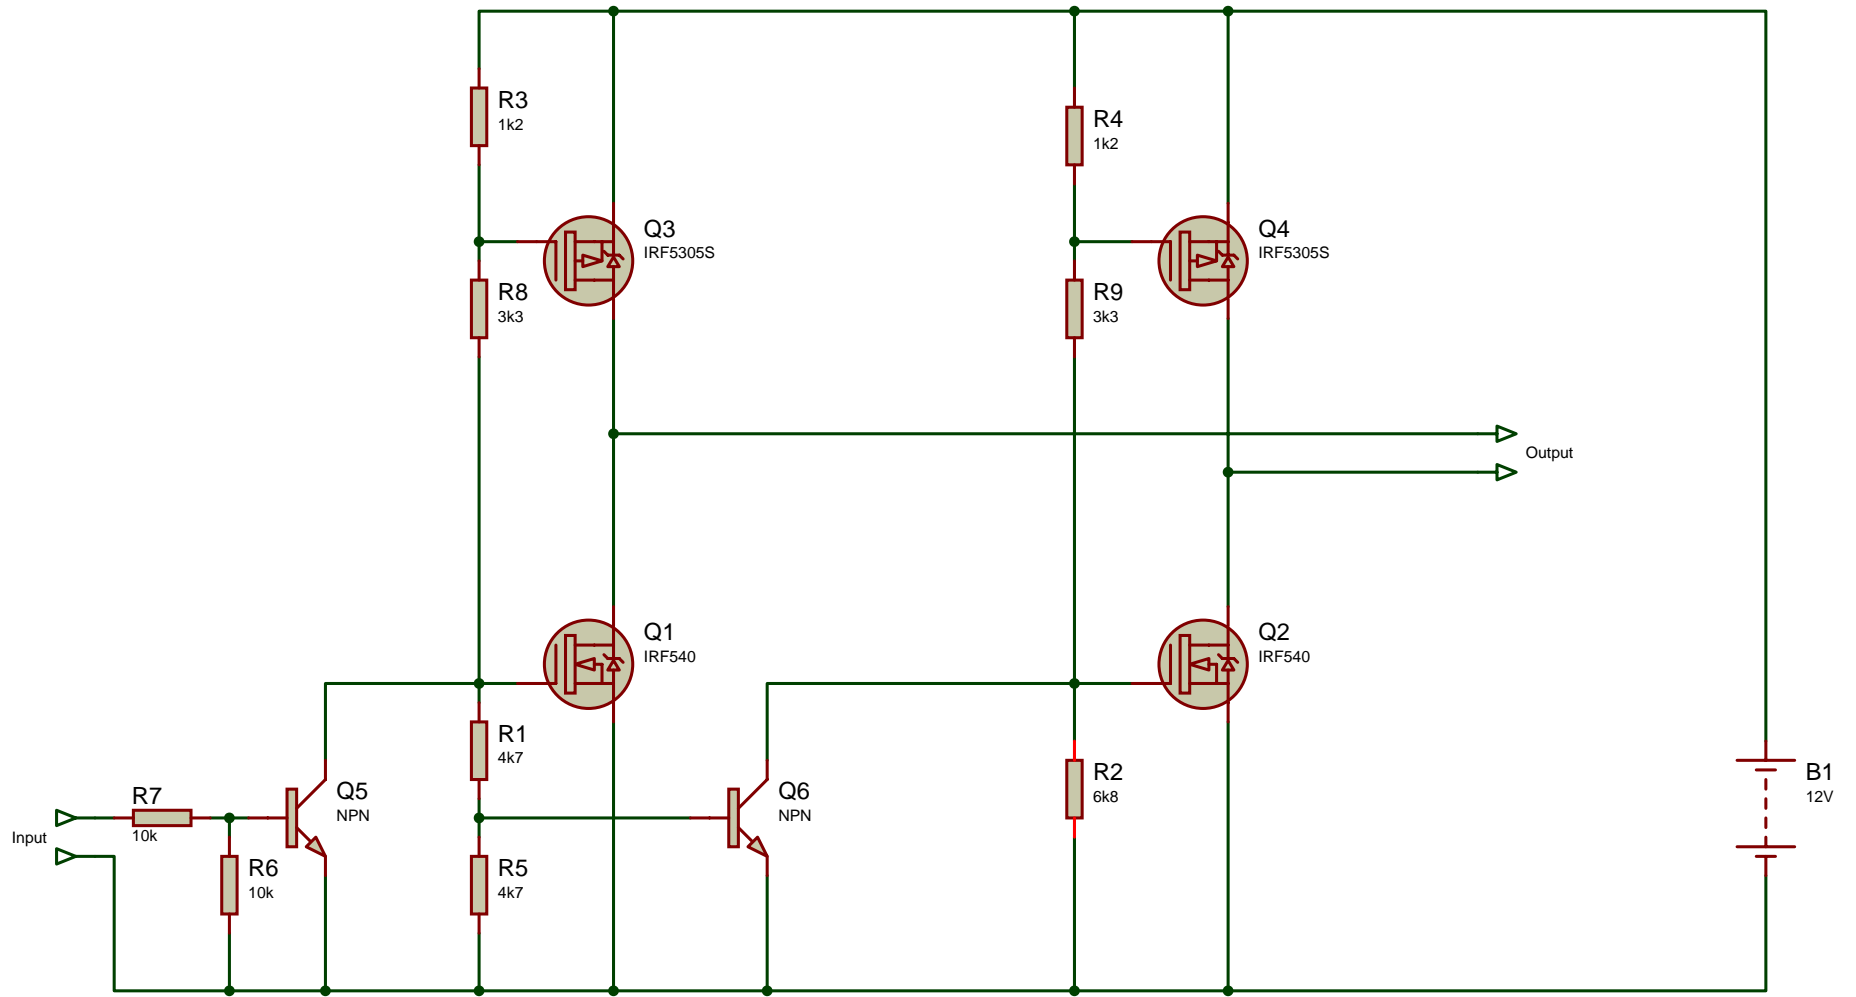 R3
1k2
R4
1k2
Q3
IRF5305S
Q4
IRF5305S
R8
3k3
R9
3k3
Output
Q1
IRF540
Q2
IRF540
R1
4k7
Q5
NPN
Q6
NPN
R2
6k8
B1
12V
R7
10k
Input
R6
10k
R5
4k7